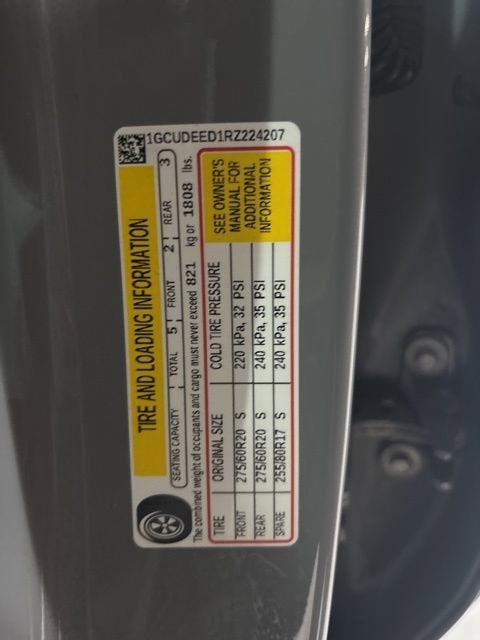 1GCUDEED1RZ224207
TIRE AND LOADING INFORMATION
SEATING CAPACITY TOTAL 5 FRONT 2 REAR 3
The combined weight of occupants and cargo must never exceed 821 kg or 1808 lbs.
TIRE ORIGINAL SIZE COLD TIRE PRESSURE
FRONT 275/60R20 S 220 kPa, 32 PSI
REAR 275/60R20 S 240 kPa, 35 PSI
SPARE 255/80R17 S 240 kPa, 35 PSI
SEE OWNER'S
MANUAL FOR
ADDITIONAL
INFORMATION